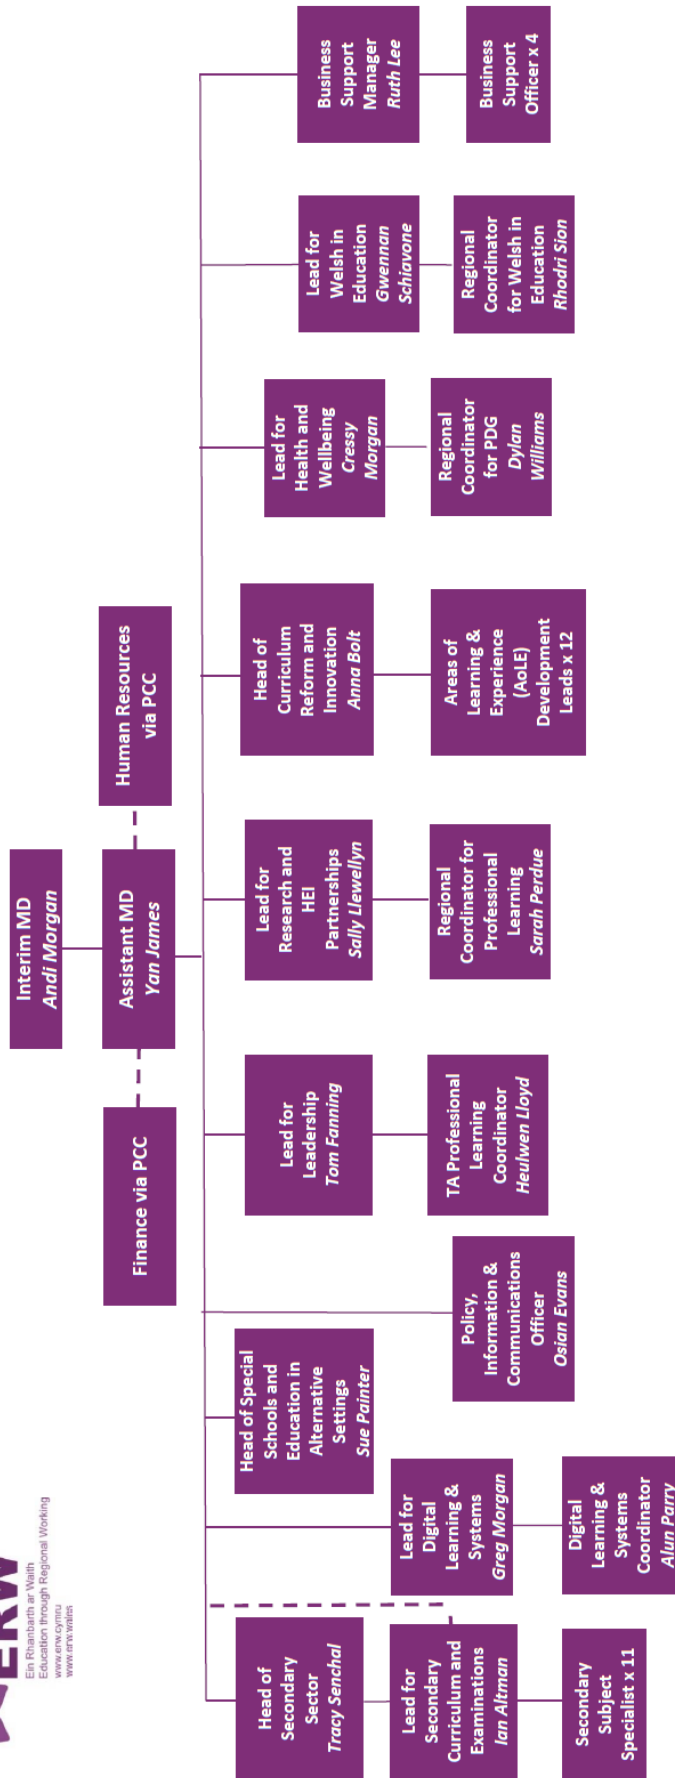 ERW
Ein Rhanbarth ar Waith
Education through Regional Working
www.erw.cymru
www.erw.wales
Interim MD
Andi Morgan
Finance via PCC
Assistant MD
Yan James
Human Resources
via PCC
Head of
Secondary
Sector
Tracy Senchal
Lead for
Secondary
Curriculum and
Examinations
Ian Altman
Secondary
Subject
Specialist x 11
Lead for
Digital
Learning &
Systems
Greg Morgan
Digital
Learning &
Systems
Coordinator
Alun Parry
Head of Special
Schools and
Education in
Alternative
Settings
Sue Painter
Policy,
Information &
Communications
Officer
Osian Evans
Lead for
Leadership
Tom Fanning
TA Professional
Learning
Coordinator
Heulwen Lloyd
Lead for
Research and
HEI
Partnerships
Sally Llewellyn
Regional
Coordinator for
Professional
Learning
Sarah Perdue
Head of
Curriculum
Reform and
Innovation
Anna Bolt
Areas of
Learning &
Experience
(AoLE)
Development
Leads x 12
Lead for
Health and
Wellbeing
Cressy
Morgan
Regional
Coordinator
for PDG
Dylan
Williams
Lead for
Welsh in
Education
Gwennan
Schiavone
Regional
Coordinator
for Welsh in
Education
Rhodri Sion
Business
Support
Manager
Ruth Lee
Business
Support
Officer x 4